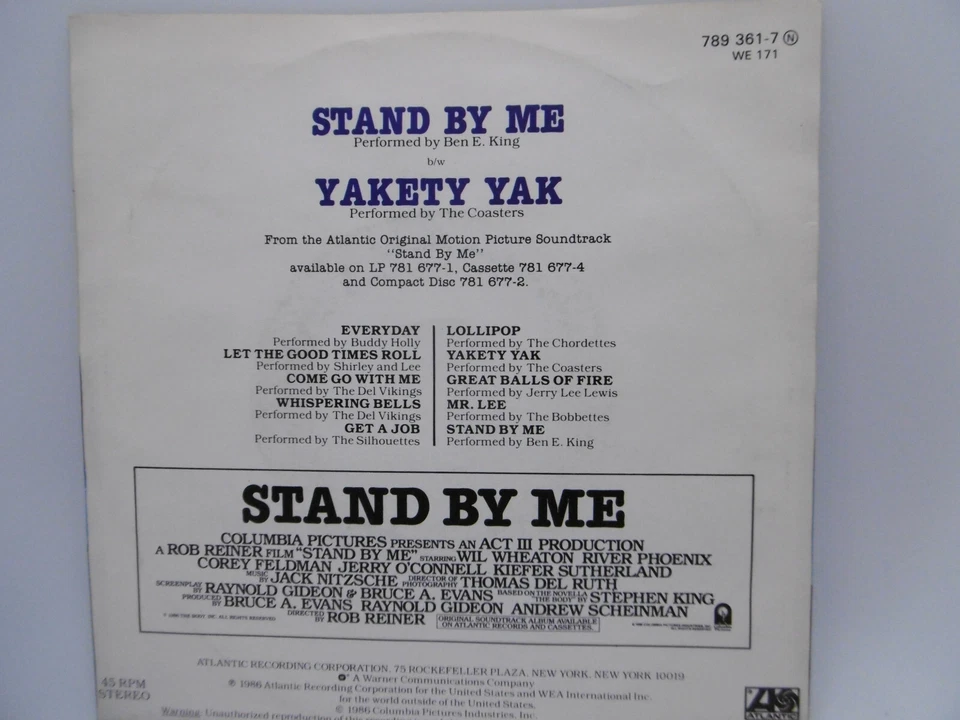 789 361-7 Ⓝ
WE 171
STAND BY ME
Performed by Ben E. King
b/w
YAKETY YAK
Performed by The Coasters
From the Atlantic Original Motion Picture Soundtrack
"Stand By Me"
available on LP 781 677-1, Cassette 781 677-4
and Compact Disc 781 677-2.
EVERYDAY
Performed by Buddy Holly
LET THE GOOD TIMES ROLL
Performed by Shirley and Lee
COME GO WITH ME
Performed by The Del Vikings
WHISPERING BELLS
Performed by The Del Vikings
GET A JOB
Performed by The Silhouettes
LOLLIPOP
Performed by The Chordettes
YAKETY YAK
Performed by The Coasters
GREAT BALLS OF FIRE
Performed by Jerry Lee Lewis
MR. LEE
Performed by The Bobbettes
STAND BY ME
Performed by Ben E. King
STAND BY ME
COLUMBIA PICTURES PRESENTS AN ACT III PRODUCTION
A ROB REINER FILM "STAND BY ME" STARRING WIL WHEATON RIVER PHOENIX
COREY FELDMAN JERRY O'CONNELL KIEFER SUTHERLAND
MUSIC BY JACK NITZSCHE DIRECTOR OF PHOTOGRAPHY THOMAS DEL RUTH
SCREENPLAY BY RAYNOLD GIDEON & BRUCE A. EVANS BASED ON THE NOVELLA "THE BODY" BY STEPHEN KING
PRODUCED BY BRUCE A. EVANS RAYNOLD GIDEON ANDREW SCHEINMAN
DIRECTED BY ROB REINER ORIGINAL SOUNDTRACK ALBUM AVAILABLE ON ATLANTIC RECORDS AND CASSETTES.
ATLANTIC RECORDING CORPORATION, 75 ROCKEFELLER PLAZA, NEW YORK, NEW YORK 10019
A Warner Communications Company
℗ 1986 Atlantic Recording Corporation for the United States and WEA International Inc.
for the world outside of the United States.
© 1986 Columbia Pictures Industries, Inc.
Warning: Unauthorized reproduction of this
45 RPM
STEREO
ATLANTIC